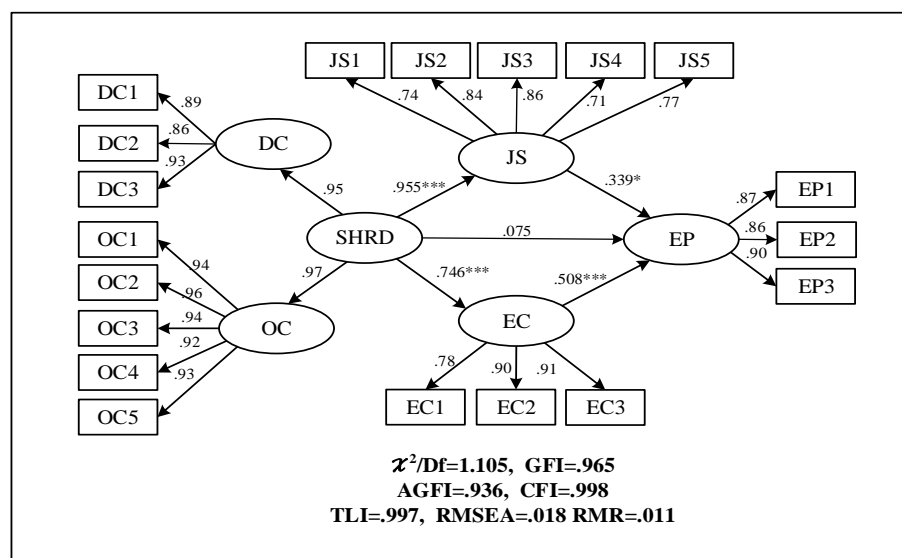 JS1 JS2 JS3 JS4 JS5
.74 .84 .86 .71 .77
DC1
DC2
DC3
.89
.86
.93
DC
JS
.95
.955***
.339*
SHRD
.075
EP
.87
.86
.90
EP1
EP2
EP3
OC1
OC2
OC3
OC4
OC5
.94
.96
.94
.92
.93
.97
OC
.746***
.508***
EC
.78 .90 .91
EC1 EC2 EC3
𝒳²/Df=1.105, GFI=.965
AGFI=.936, CFI=.998
TLI=.997, RMSEA=.018 RMR=.011